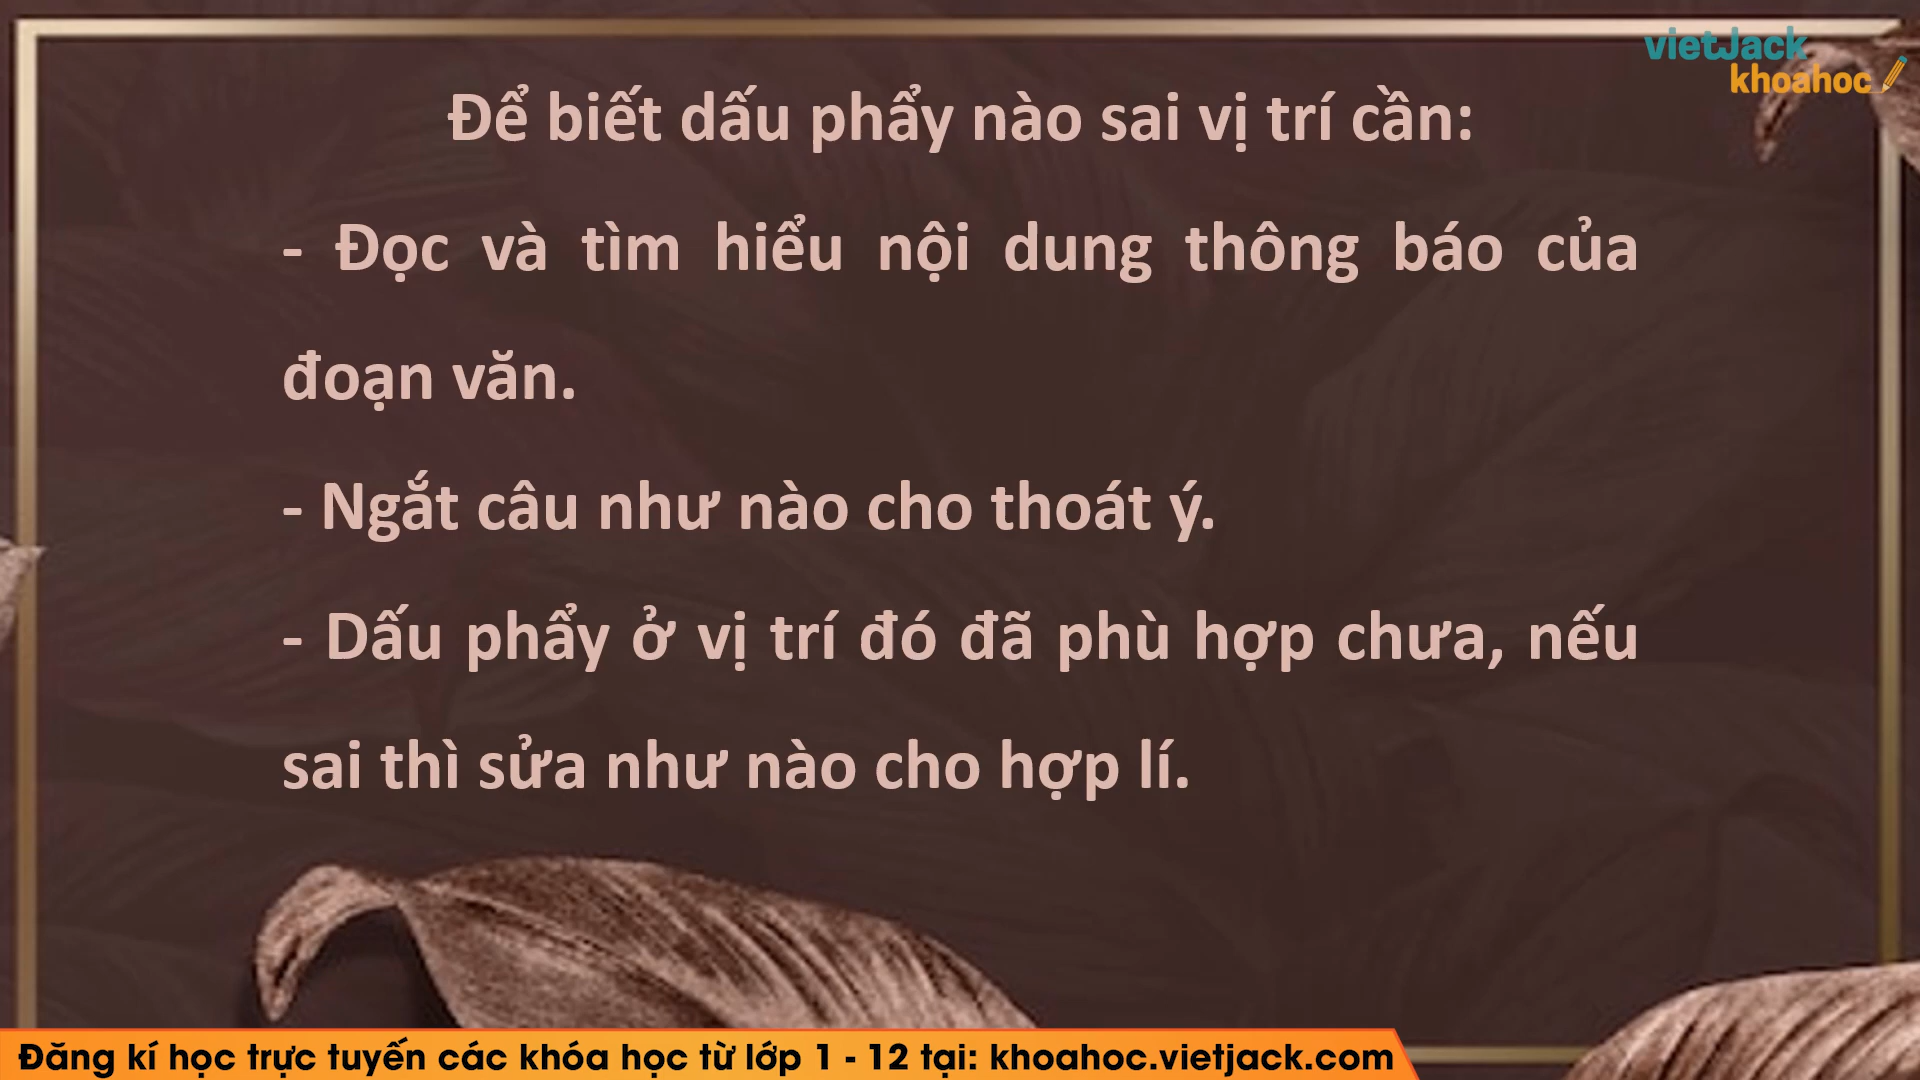 vietJack
khoahoc
Để biết dấu phẩy nào sai vị trí cần:
- Đọc và tìm hiểu nội dung thông báo của
đoạn văn.
- Ngắt câu như nào cho thoát ý.
- Dấu phẩy ở vị trí đó đã phù hợp chưa, nếu
sai thì sửa như nào cho hợp lí.
Đăng kí học trực tuyến các khóa học từ lớp 1 - 12 tại: khoahoc.vietjack.com